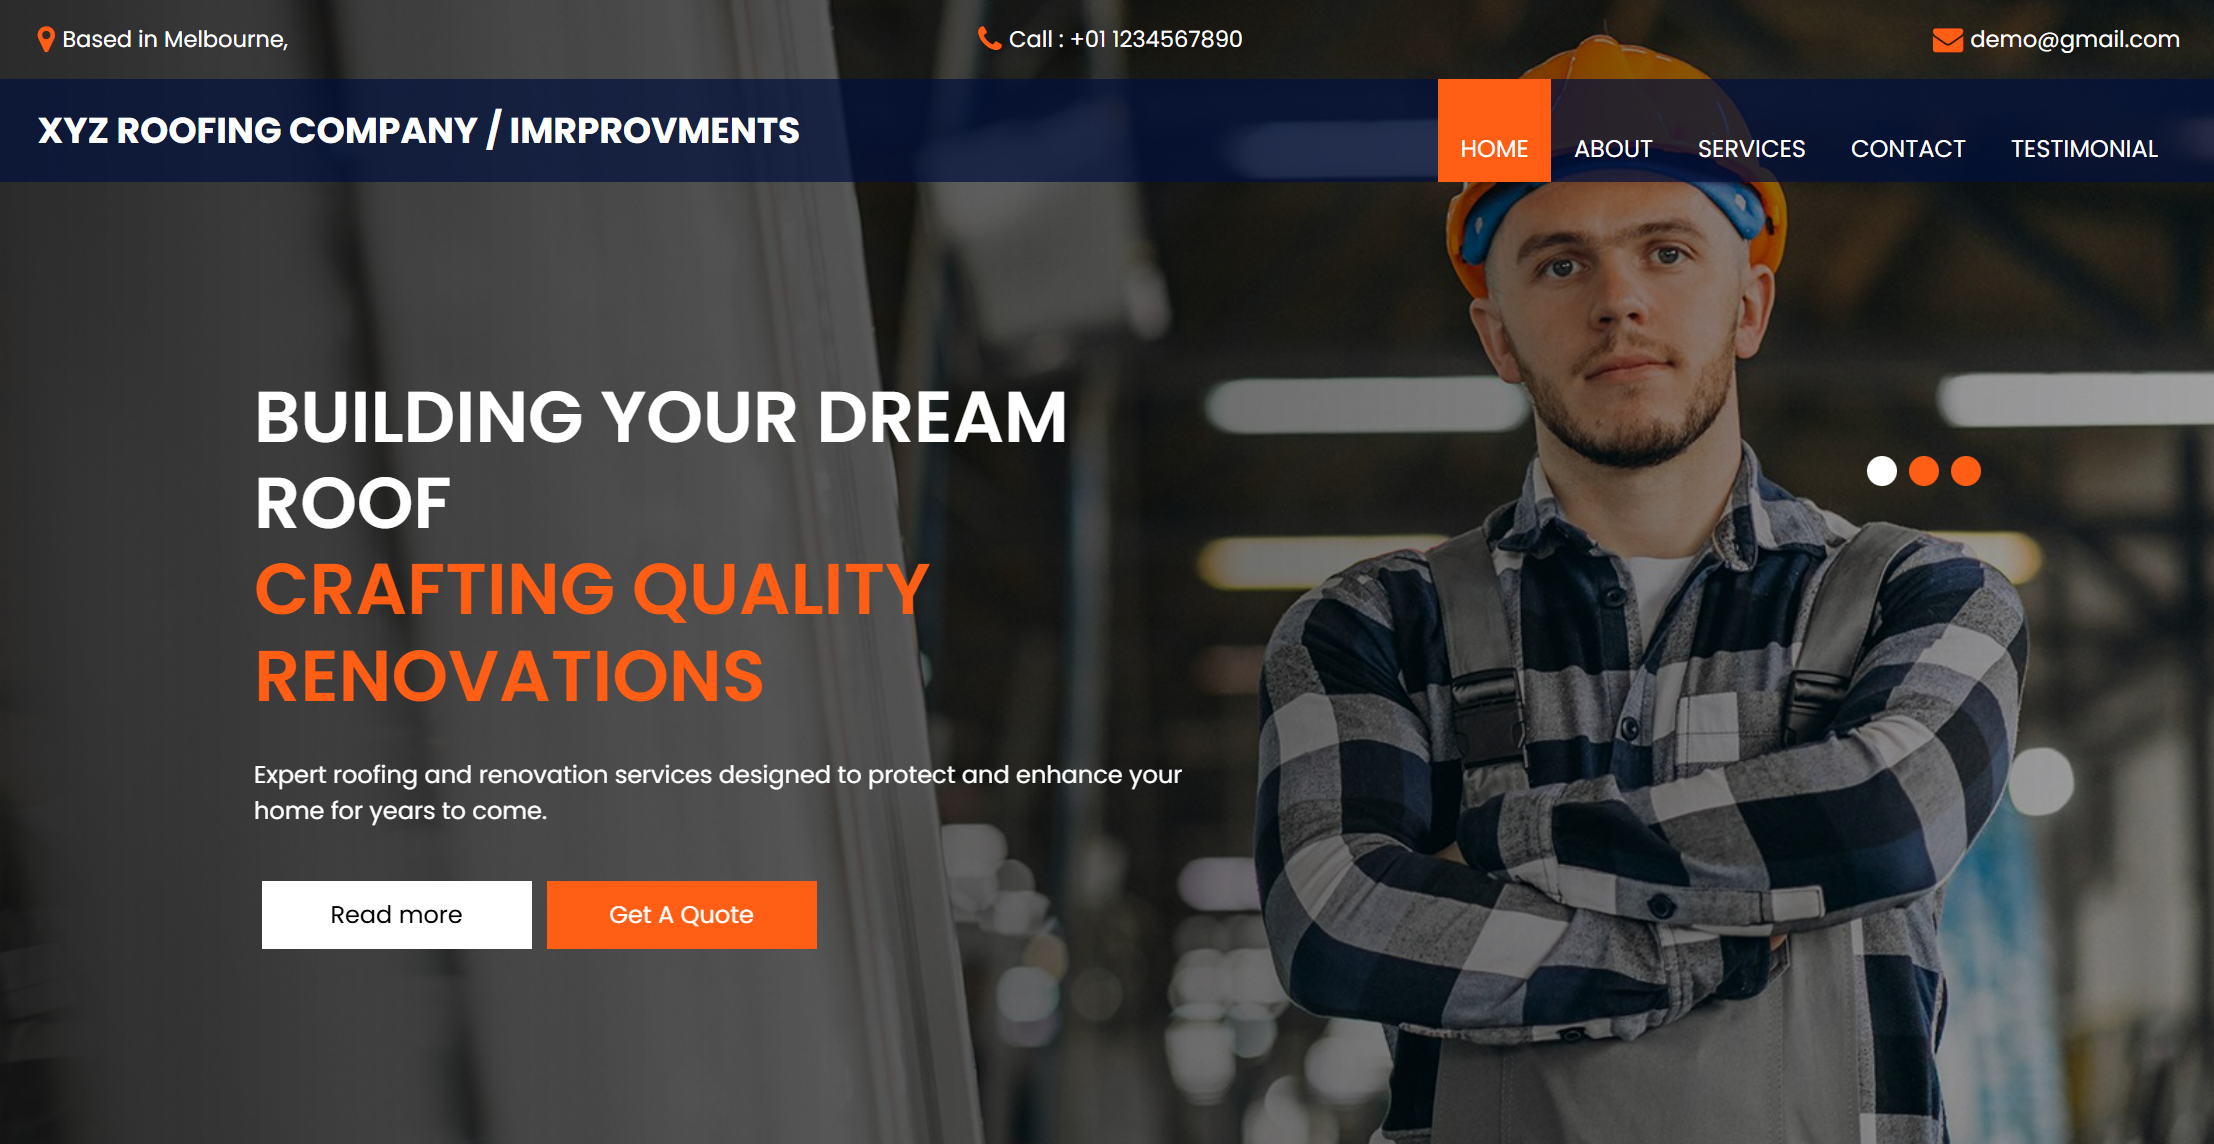 Based in Melbourne,
Call : +01 1234567890
demo@gmail.com
XYZ ROOFING COMPANY / IMRPROVMENTS
HOME ABOUT SERVICES CONTACT TESTIMONIAL
BUILDING YOUR DREAM
ROOF
CRAFTING QUALITY
RENOVATIONS
Expert roofing and renovation services designed to protect and enhance your
home for years to come.
Read more
Get A Quote